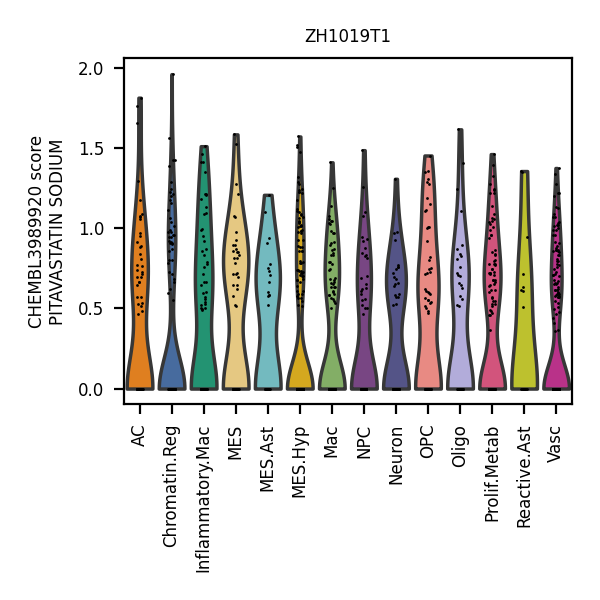 ZH1019T1
CHEMBL3989920 score
PITAVASTATIN SODIUM
2.0
1.5
1.0
0.5
0.0
AC
Chromatin.Reg
Inflammatory.Mac
MES
MES.Ast
MES.Hyp
Mac
NPC
Neuron
OPC
Oligo
Prolif.Metab
Reactive.Ast
Vasc